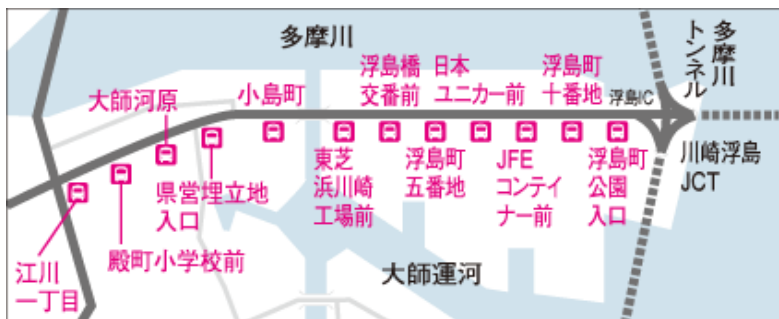 多摩川
多摩川
トンネル
浮島橋
交番前
日本
ユニカー前
浮島町
十番地
小島町
大師河原
浮島IC
川崎浮島
JCT
県営埋立地
入口
東芝
浜川崎
工場前
浮島町
五番地
JFE
コンテイ
ナー前
浮島町
公園
入口
殿町小学校前
江川
一丁目
大師運河